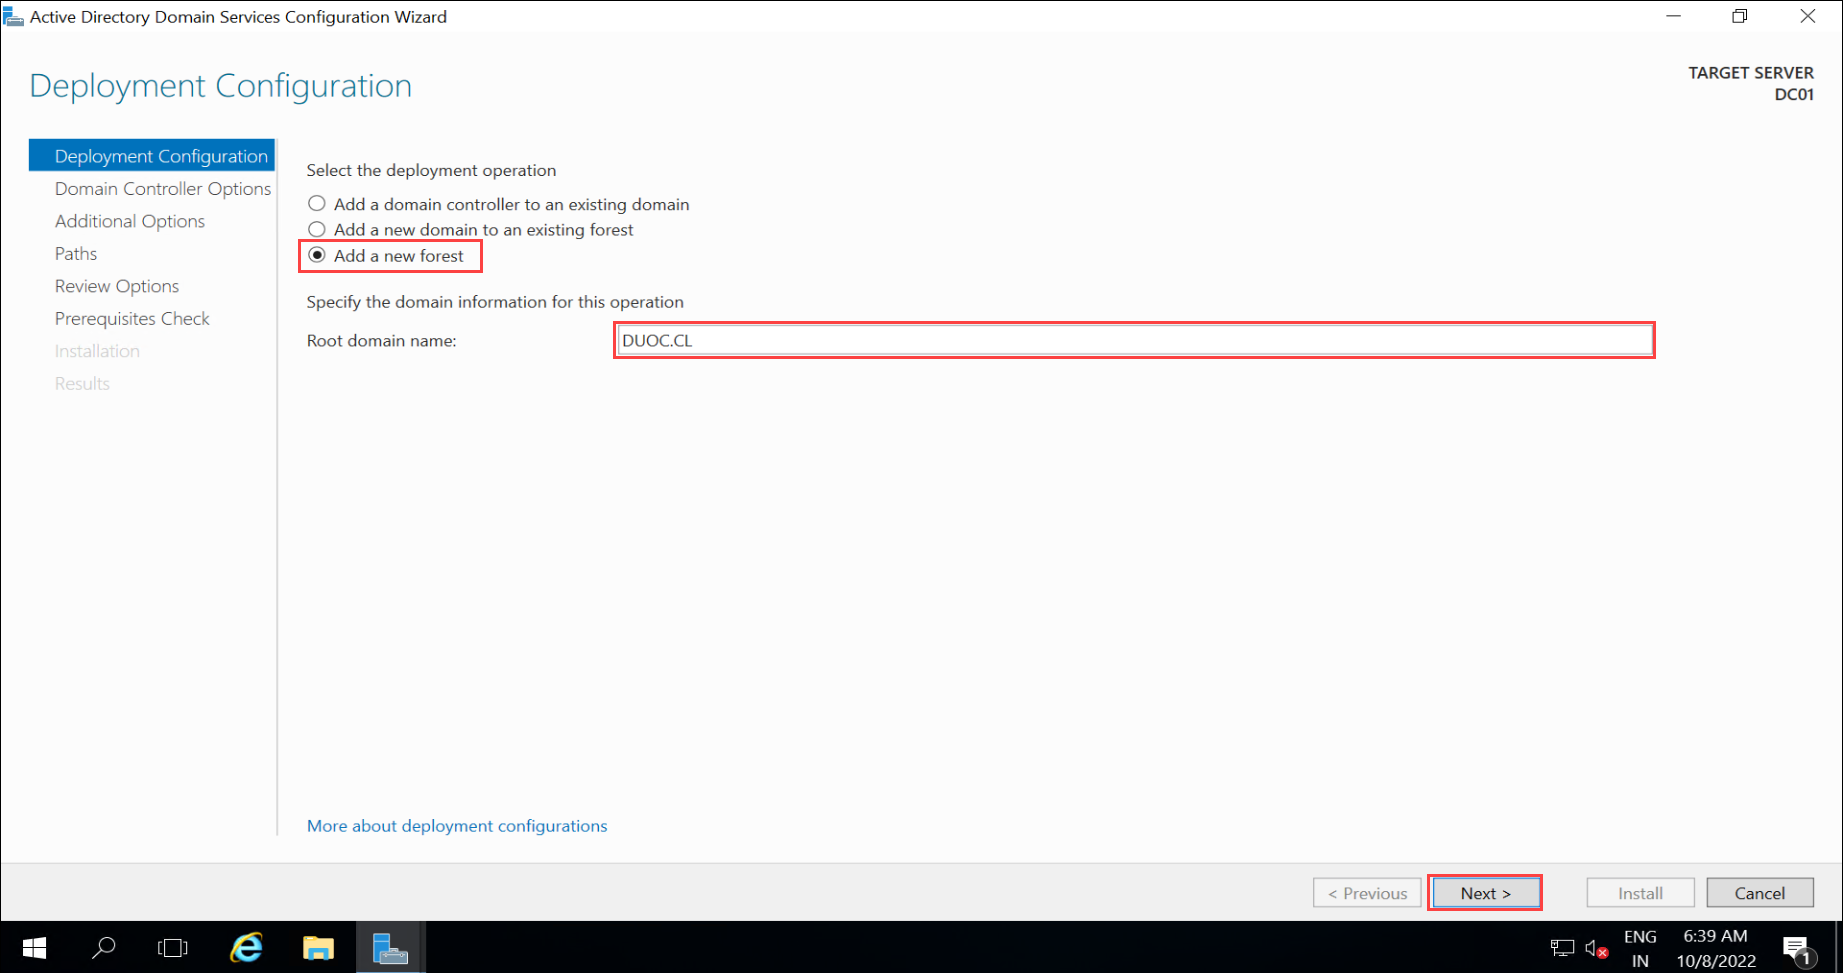 Active Directory Domain Services Configuration Wizard
Deployment Configuration
TARGET SERVER
DC01
Deployment Configuration
Domain Controller Options
Additional Options
Paths
Review Options
Prerequisites Check
Installation
Results
Select the deployment operation
Add a domain controller to an existing domain
Add a new domain to an existing forest
Add a new forest
Specify the domain information for this operation
Root domain name:
DUOC.CL
More about deployment configurations
< Previous
Next >
Install
Cancel
ENG
IN
6:39 AM
10/8/2022
1